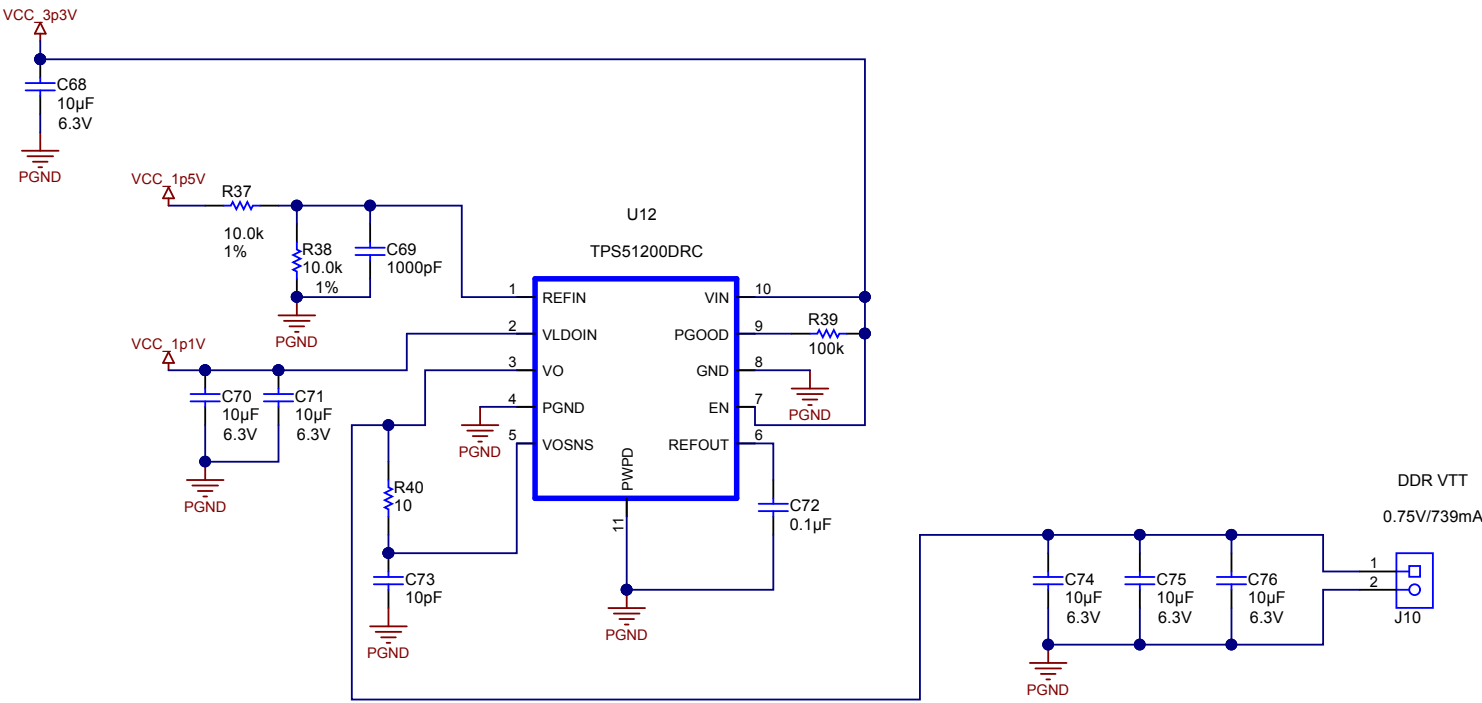 VCC_3p3V
C68
10µF
6.3V
PGND
VCC_1p5V
R37
10.0k
1%
R38
10.0k
1%
C69
1000pF
PGND
U12
TPS51200DRC
1
REFIN
2
VLDOIN
3
VO
4
PGND
5
VOSNS
VIN
10
PGOOD
9
GND
8
EN
7
REFOUT
6
PWPD
11
R39
100k
PGND
VCC_1p1V
C70
10µF
6.3V
C71
10µF
6.3V
PGND
PGND
R40
10
C73
10pF
PGND
C72
0.1µF
PGND
DDR VTT
0.75V/739mA
C74
10µF
6.3V
C75
10µF
6.3V
C76
10µF
6.3V
1
2
J10
PGND